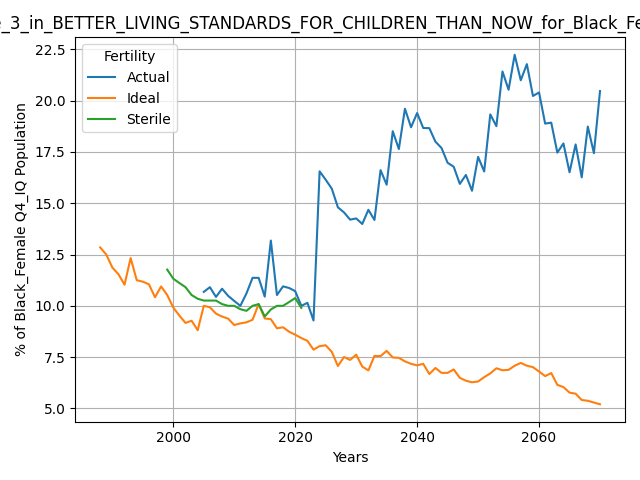 _3_in_BETTER_LIVING_STANDARDS_FOR_CHILDREN_THAN_NOW_for_Black_Fe
Fertility
Actual
Ideal
Sterile
22.5
20.0
17.5
15.0
12.5
10.0
7.5
5.0
% of Black_Female Q4_IQ Population
2000
2020
2040
2060
Years